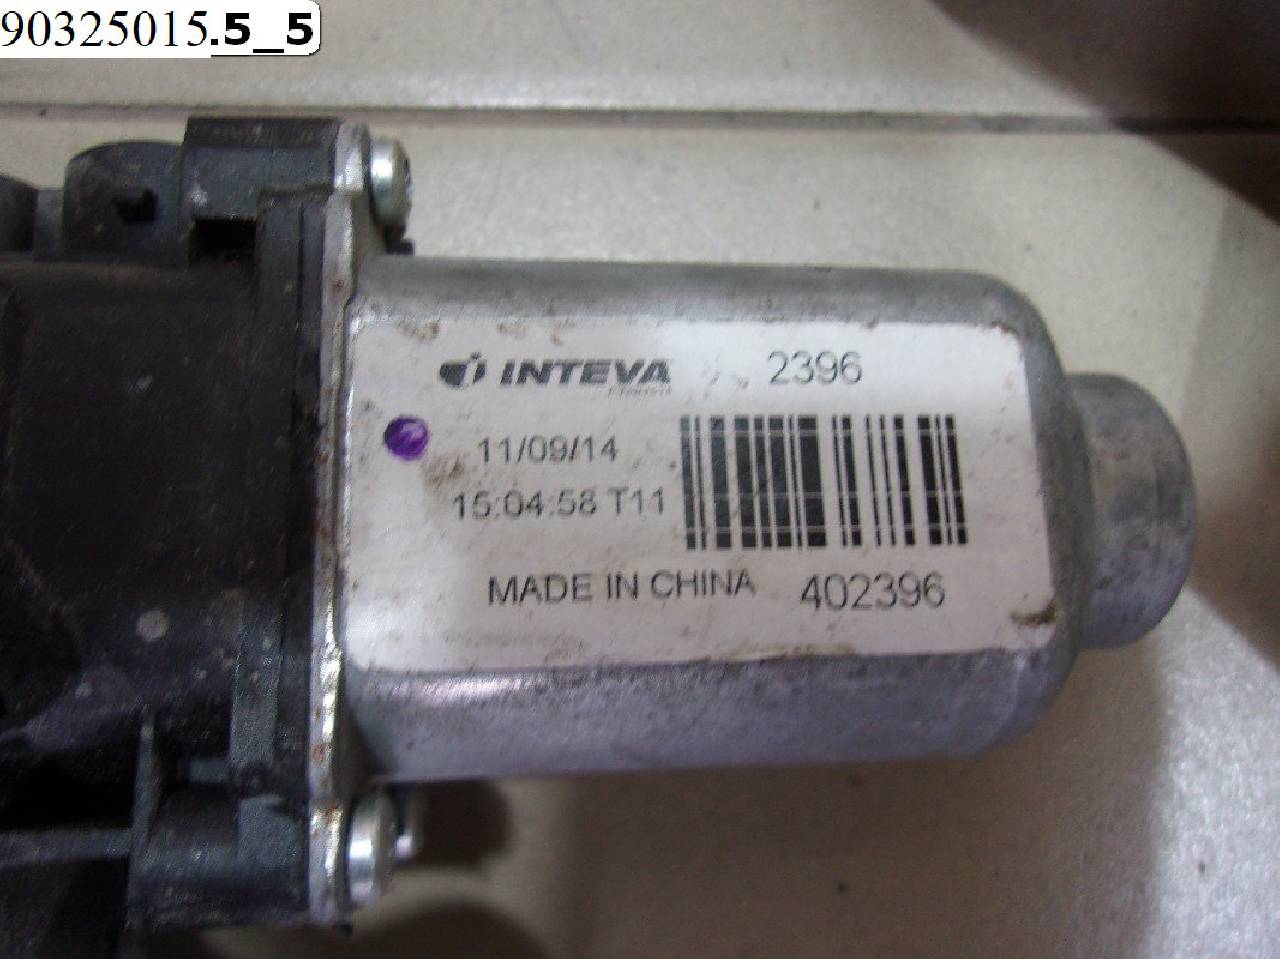 90325015.5_5
INTEVA 2396
11/09/14
15:04:58 T11
MADE IN CHINA 402396